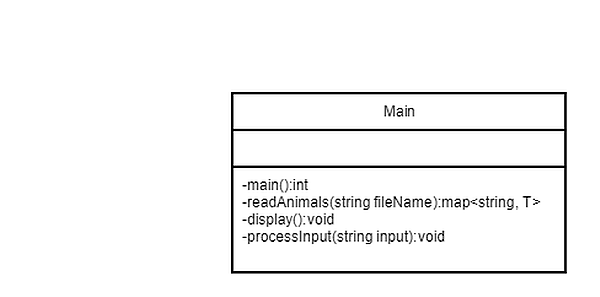 Main
-main():int
-readAnimals(string fileName):map<string, T>
-display():void
-processInput(string input):void